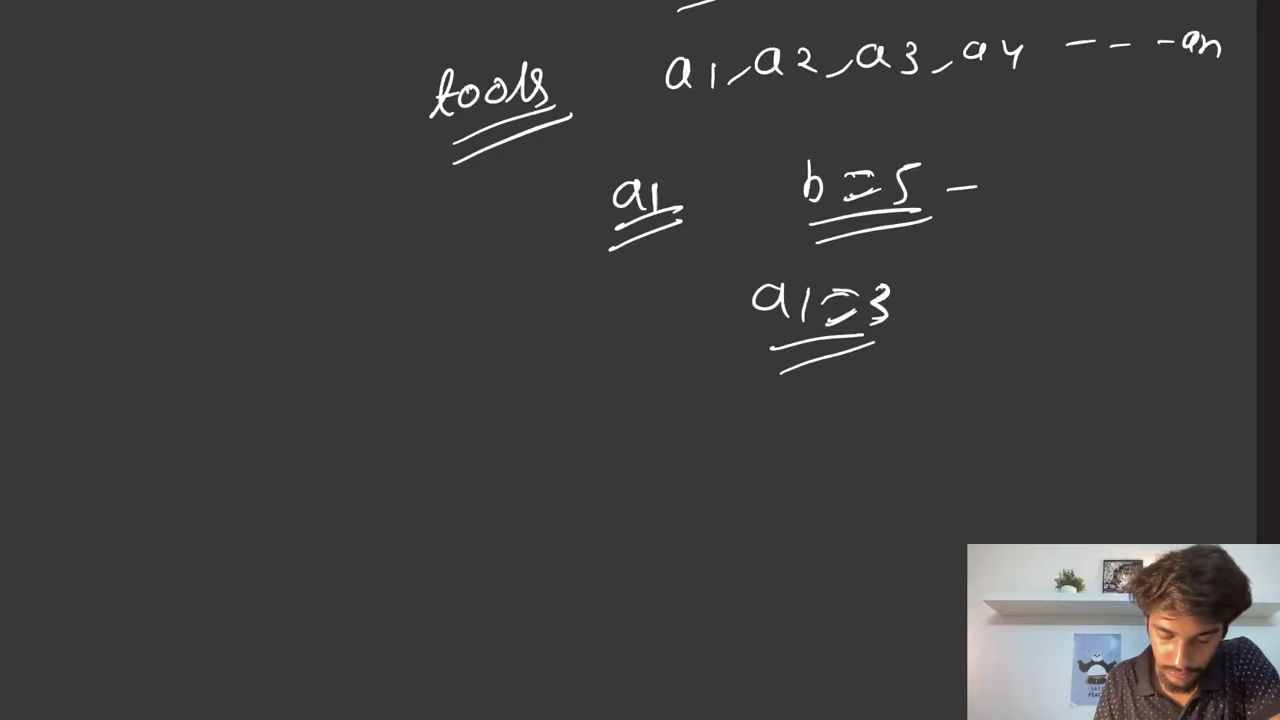 a1, a2, a3, a4 - - - - an
tools
a1 b = 5 -
a1 = 3